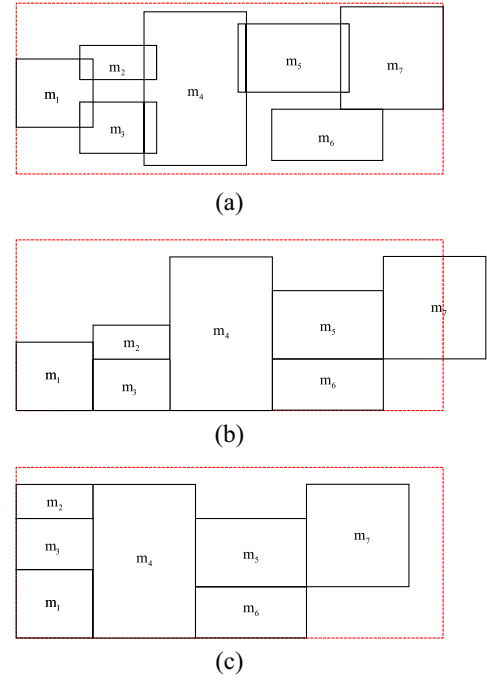 m₁ m₂ m₃ m₄ m₅ m₆ m₇
(a)
m₁ m₂ m₃ m₄ m₅ m₆ m₇
(b)
m₂ m₃ m₁ m₄ m₅ m₆ m₇
(c)